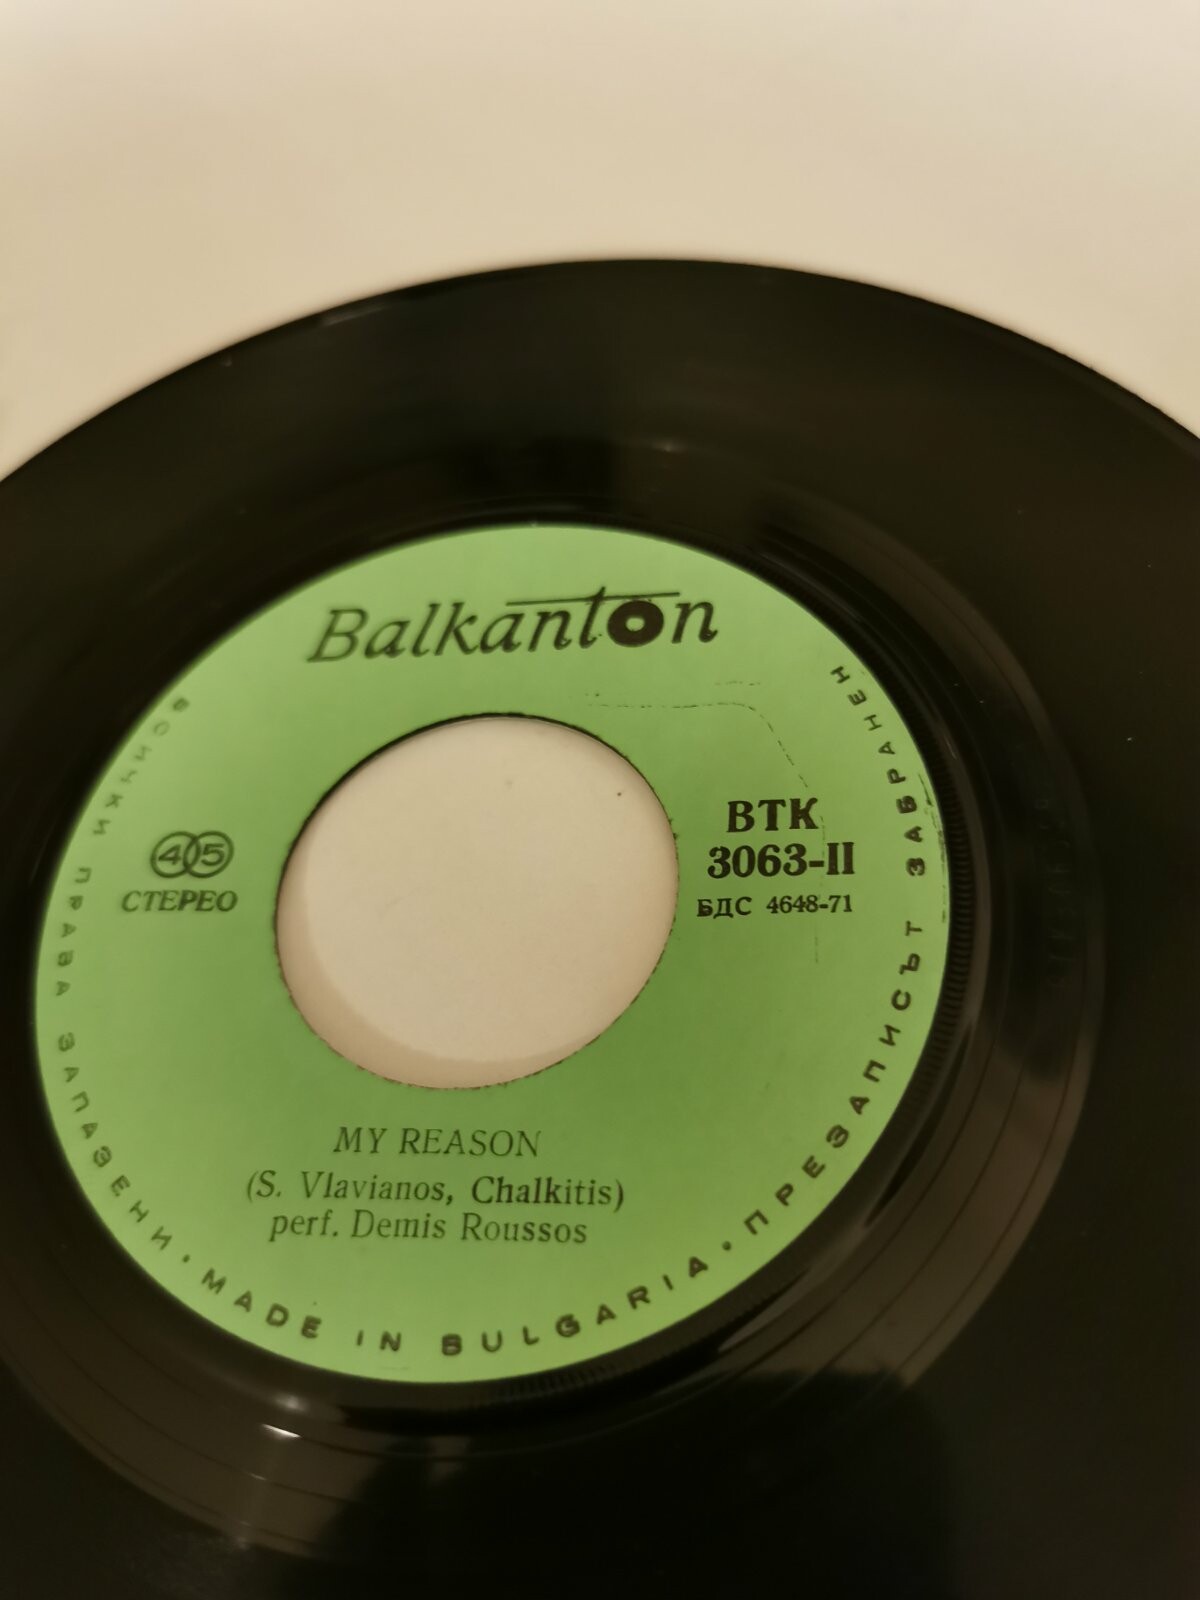 Balkanton
ВСИЧКИ ПРАВА ЗАПАЗЕНИ • MADE IN BULGARIA • ПРЕЗАПИСЪТ ЗАБРАНЕН
45
СТЕРЕО
ВТК
3063-II
БДС 4648-71
MY REASON
(S. Vlavianos, Chalkitis)
perf. Demis Roussos